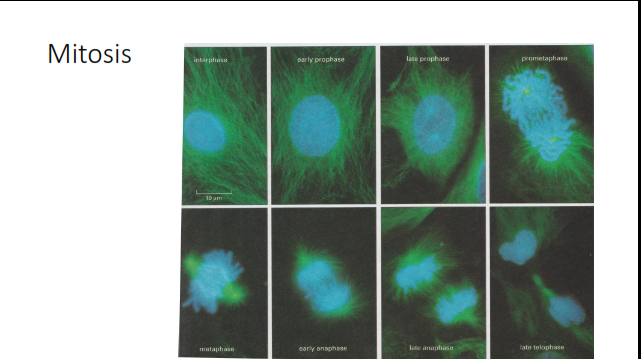 Mitosis
interphase
early prophase
late prophase
prometaphase
10 µm
metaphase
early anaphase
late anaphase
late telophase